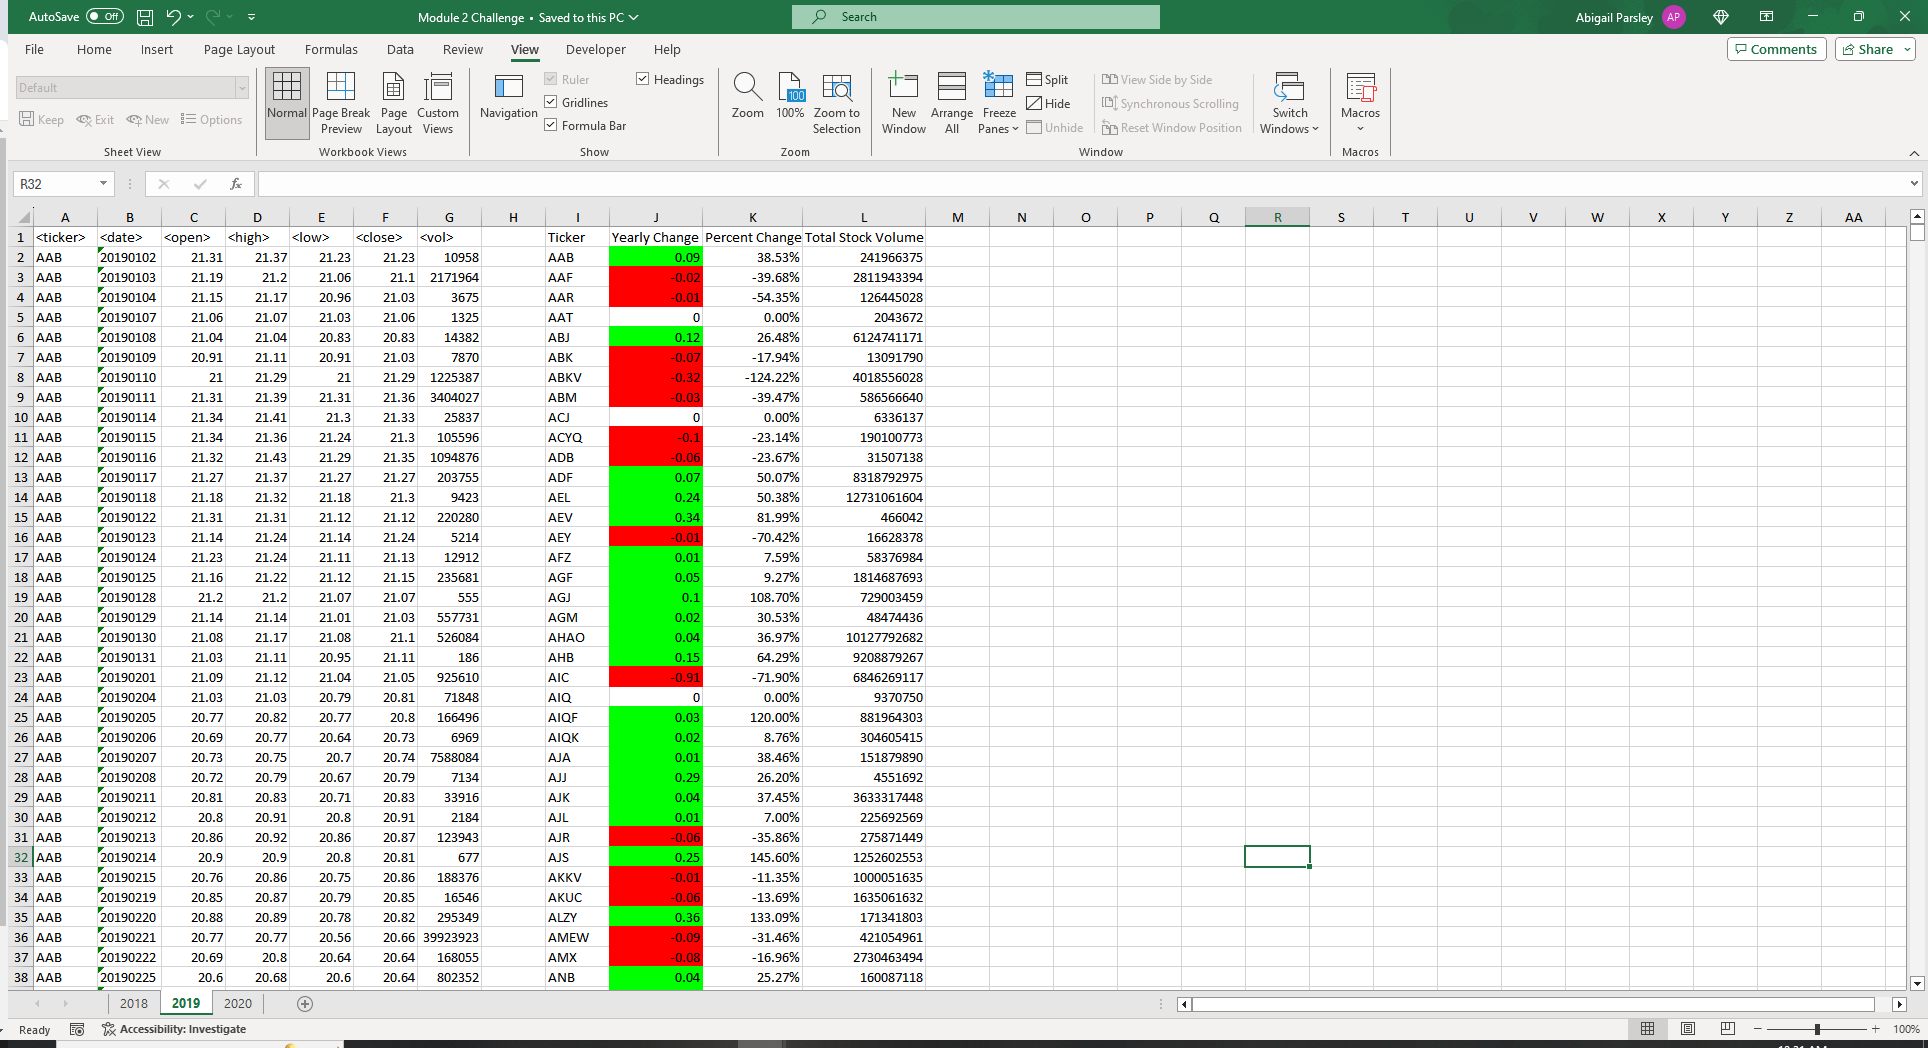 AutoSave Off Module 2 Challenge • Saved to this PC Search Abigail Parsley AP
File Home Insert Page Layout Formulas Data Review View Developer Help Comments Share
Default
Keep Exit New Options
Sheet View
Normal Page Break Preview Page Layout Custom Views
Workbook Views
Navigation Ruler Gridlines Formula Bar Headings
Show
Zoom 100 100% Zoom to Selection
Zoom
New Window Arrange All Freeze Panes Split Hide Unhide View Side by Side Synchronous Scrolling Reset Window Position Switch Windows
Window
Macros
Macros
R32 fx
A B C D E F G H I J K L M N O P Q R S T U V W X Y Z AA
1 <ticker> <date> <open> <high> <low> <close> <vol> Ticker Yearly Change Percent Change Total Stock Volume
2 AAB 20190102 21.31 21.37 21.23 21.23 10958 AAB 0.09 38.53% 241966375
3 AAB 20190103 21.19 21.2 21.06 21.1 2171964 AAF -0.02 -39.68% 2811943394
4 AAB 20190104 21.15 21.17 20.96 21.03 3675 AAR -0.01 -54.35% 126445028
5 AAB 20190107 21.06 21.07 21.03 21.06 1325 AAT 0 0.00% 2043672
6 AAB 20190108 21.04 21.04 20.83 20.83 14382 ABJ 0.12 26.48% 6124741171
7 AAB 20190109 20.91 21.11 20.91 21.03 7870 ABK -0.07 -17.94% 13091790
8 AAB 20190110 21 21.29 21 21.29 1225387 ABKV -0.32 -124.22% 4018556028
9 AAB 20190111 21.31 21.39 21.31 21.36 3404027 ABM -0.03 -39.47% 586566640
10 AAB 20190114 21.34 21.41 21.3 21.33 25837 ACJ 0 0.00% 6336137
11 AAB 20190115 21.34 21.36 21.24 21.3 105596 ACYQ -0.1 -23.14% 190100773
12 AAB 20190116 21.32 21.43 21.29 21.35 1094876 ADB -0.06 -23.67% 31507138
13 AAB 20190117 21.27 21.37 21.27 21.27 203755 ADF 0.07 50.07% 8318792975
14 AAB 20190118 21.18 21.32 21.18 21.3 9423 AEL 0.24 50.38% 12731061604
15 AAB 20190122 21.31 21.31 21.12 21.12 220280 AEV 0.34 81.99% 466042
16 AAB 20190123 21.14 21.24 21.14 21.24 5214 AEY -0.01 -70.42% 16628378
17 AAB 20190124 21.23 21.24 21.11 21.13 12912 AFZ 0.01 7.59% 58376984
18 AAB 20190125 21.16 21.22 21.12 21.15 235681 AGF 0.05 9.27% 1814687693
19 AAB 20190128 21.2 21.2 21.07 21.07 555 AGJ 0.1 108.70% 729003459
20 AAB 20190129 21.14 21.14 21.01 21.03 557731 AGM 0.02 30.53% 48474436
21 AAB 20190130 21.08 21.17 21.08 21.1 526084 AHAO 0.04 36.97% 10127792682
22 AAB 20190131 21.03 21.11 20.95 21.11 186 AHB 0.15 64.29% 9208879267
23 AAB 20190201 21.09 21.12 21.04 21.05 925610 AIC -0.91 -71.90% 6846269117
24 AAB 20190204 21.03 21.03 20.79 20.81 71848 AIQ 0 0.00% 9370750
25 AAB 20190205 20.77 20.82 20.77 20.8 166496 AIQF 0.03 120.00% 881964303
26 AAB 20190206 20.69 20.77 20.64 20.73 6969 AIQK 0.02 8.76% 304605415
27 AAB 20190207 20.73 20.75 20.7 20.74 7588084 AJA 0.01 38.46% 151879890
28 AAB 20190208 20.72 20.79 20.67 20.79 7134 AJJ 0.29 26.20% 4551692
29 AAB 20190211 20.81 20.83 20.71 20.83 33916 AJK 0.04 37.45% 3633317448
30 AAB 20190212 20.8 20.91 20.8 20.91 2184 AJL 0.01 7.00% 225692569
31 AAB 20190213 20.86 20.92 20.86 20.87 123943 AJR -0.06 -35.86% 275871449
32 AAB 20190214 20.9 20.9 20.8 20.81 677 AJS 0.25 145.60% 1252602553
33 AAB 20190215 20.76 20.86 20.75 20.86 188376 AKKV -0.01 -11.35% 1000051635
34 AAB 20190219 20.85 20.87 20.79 20.85 16546 AKUC -0.06 -13.69% 1635061632
35 AAB 20190220 20.88 20.89 20.78 20.82 295349 ALZY 0.36 133.09% 171341803
36 AAB 20190221 20.77 20.77 20.56 20.66 39923923 AMEW -0.09 -31.46% 421054961
37 AAB 20190222 20.69 20.8 20.64 20.64 168055 AMX -0.08 -16.96% 2730463494
38 AAB 20190225 20.6 20.68 20.6 20.64 802352 ANB 0.04 25.27% 160087118
2018 2019 2020
Ready Accessibility: Investigate 100%